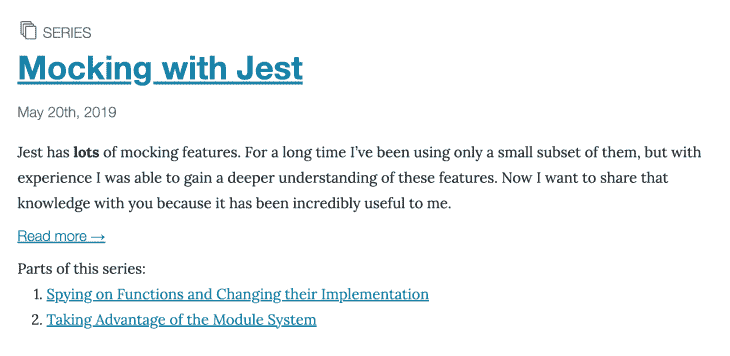 SERIES
Mocking with Jest
May 20th, 2019
Jest has lots of mocking features. For a long time I’ve been using only a small subset of them, but with
experience I was able to gain a deeper understanding of these features. Now I want to share that
knowledge with you because it has been incredibly useful to me.
Read more →
Parts of this series:
1. Spying on Functions and Changing their Implementation
2. Taking Advantage of the Module System